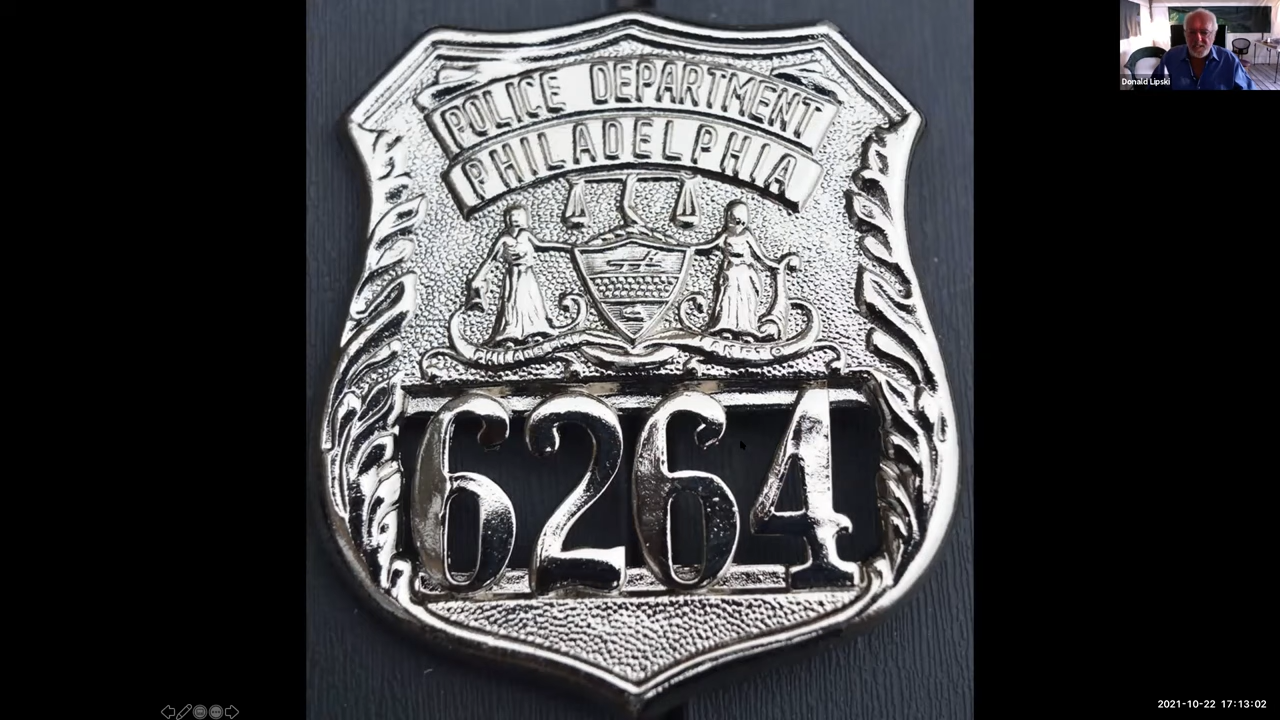 Donald Lipski
POLICE DEPARTMENT
PHILADELPHIA
6264
2021-10-22 17:13:02